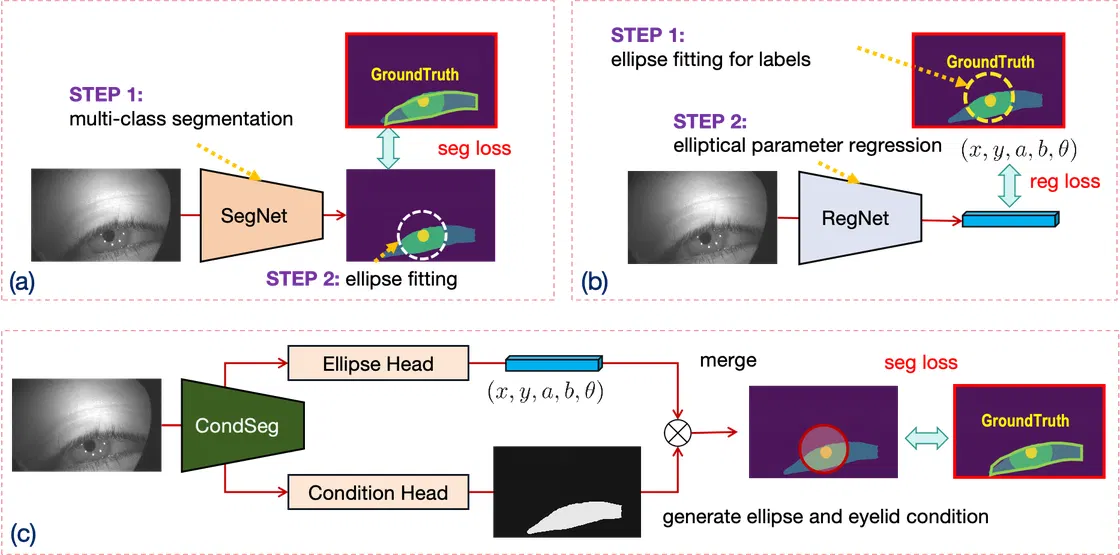 STEP 1:
multi-class segmentation
GroundTruth
seg loss
SegNet
STEP 2: ellipse fitting
(a)
STEP 1:
ellipse fitting for labels
GroundTruth
STEP 2:
elliptical parameter regression
(x, y, a, b, θ)
reg loss
RegNet
(b)
Ellipse Head
(x, y, a, b, θ)
merge
seg loss
CondSeg
GroundTruth
Condition Head
generate ellipse and eyelid condition
(c)